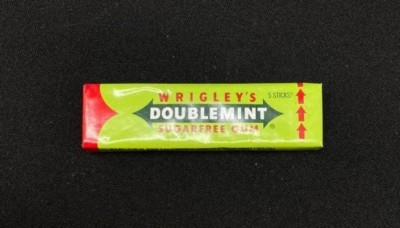 WRIGLEY'S
5 STICKS
DOUBLEMINT
SUGARFREE GUM